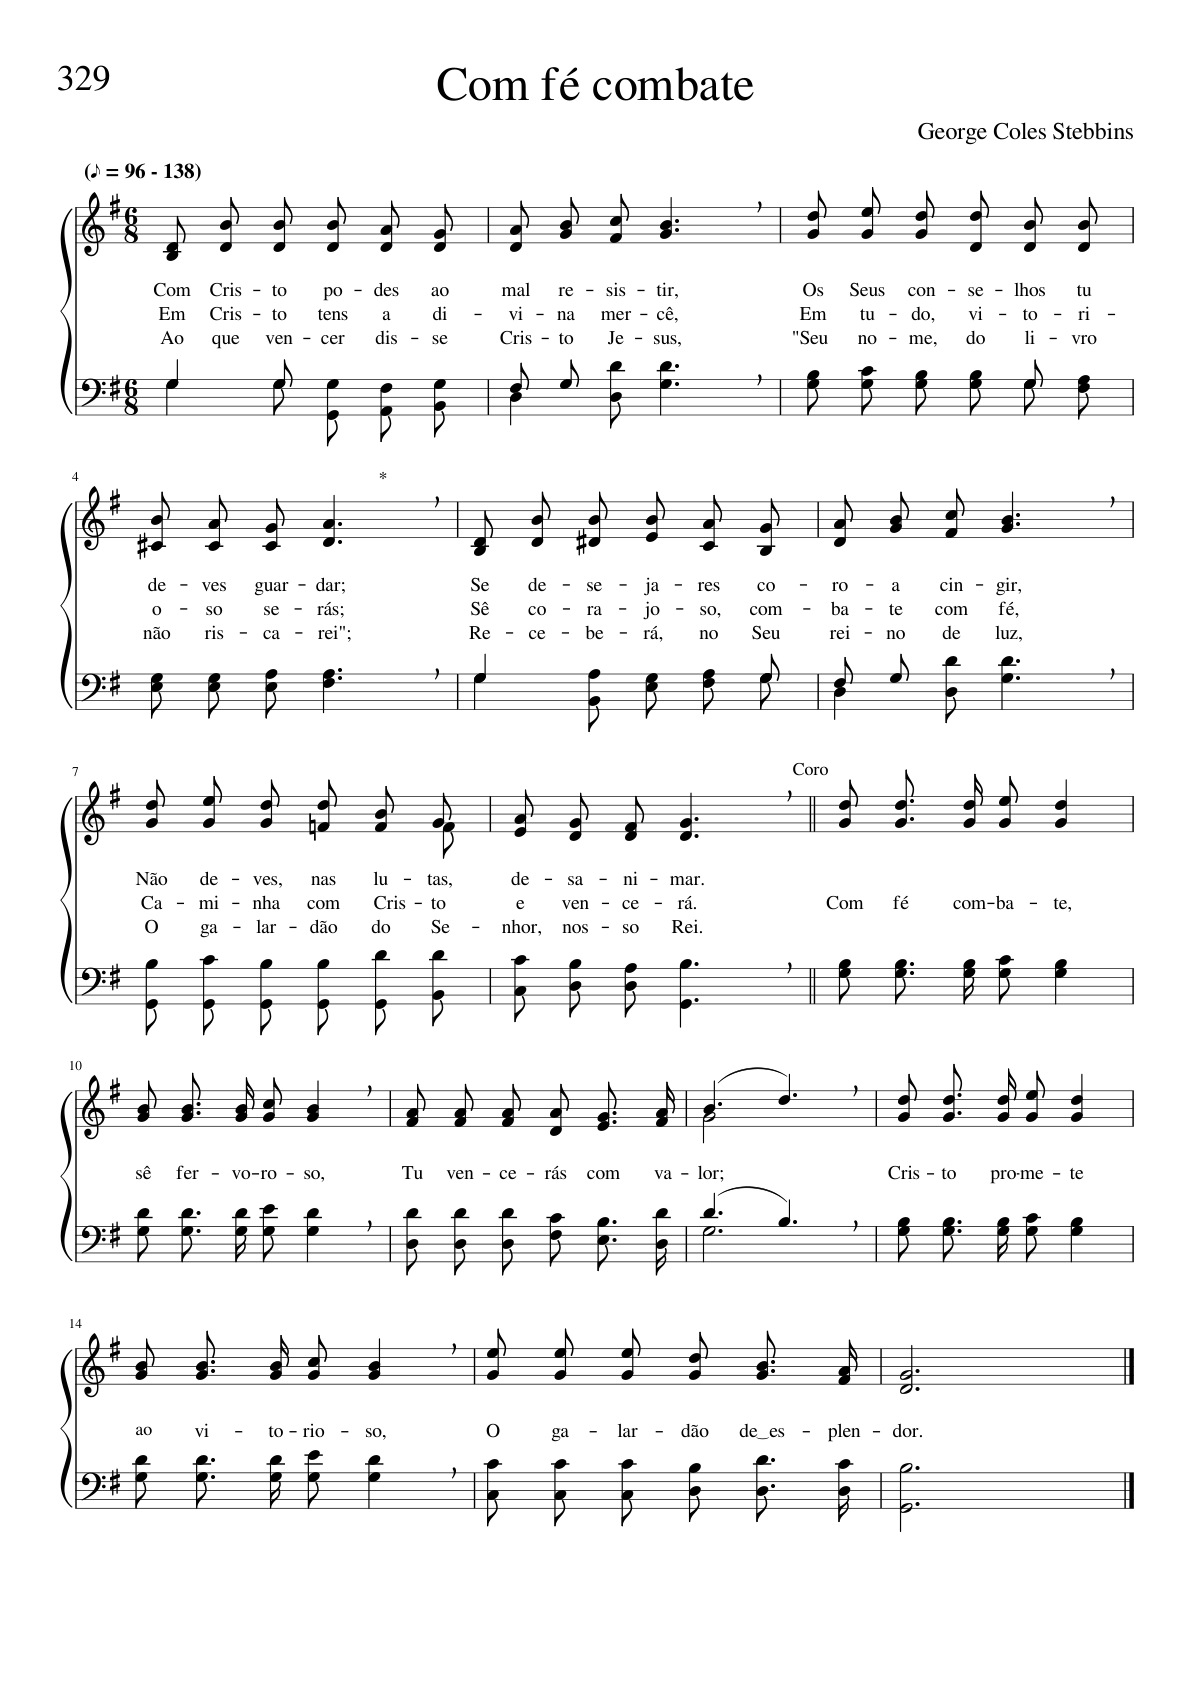 329
Com fé combate
George Coles Stebbins
(♪ = 96 - 138)
Com Cris - to po - des ao mal re - sis - tir, Os Seus con - se - lhos tu
Em Cris - to tens a di - vi - na mer - cê, Em tu - do, vi - to - ri -
Ao que ven - cer dis - se Cris - to Je - sus, "Seu no - me, do li - vro
4 *
de - ves guar - dar; Se de - se - ja - res co - ro - a cin - gir,
o - so se - rás; Sê co - ra - jo - so, com - ba - te com fé,
não ris - ca - rei"; Re - ce - be - rá, no Seu rei - no de luz,
7 Coro
Não de - ves, nas lu - tas, de - sa - ni - mar.
Ca - mi - nha com Cris - to e ven - ce - rá. Com fé com - ba - te,
O ga - lar - dão do Se - nhor, nos - so Rei.
10
sê fer - vo - ro - so, Tu ven - ce - rás com va - lor; Cris - to pro - me - te
14
ao vi - to - rio - so, O ga - lar - dão de‿es - plen - dor.